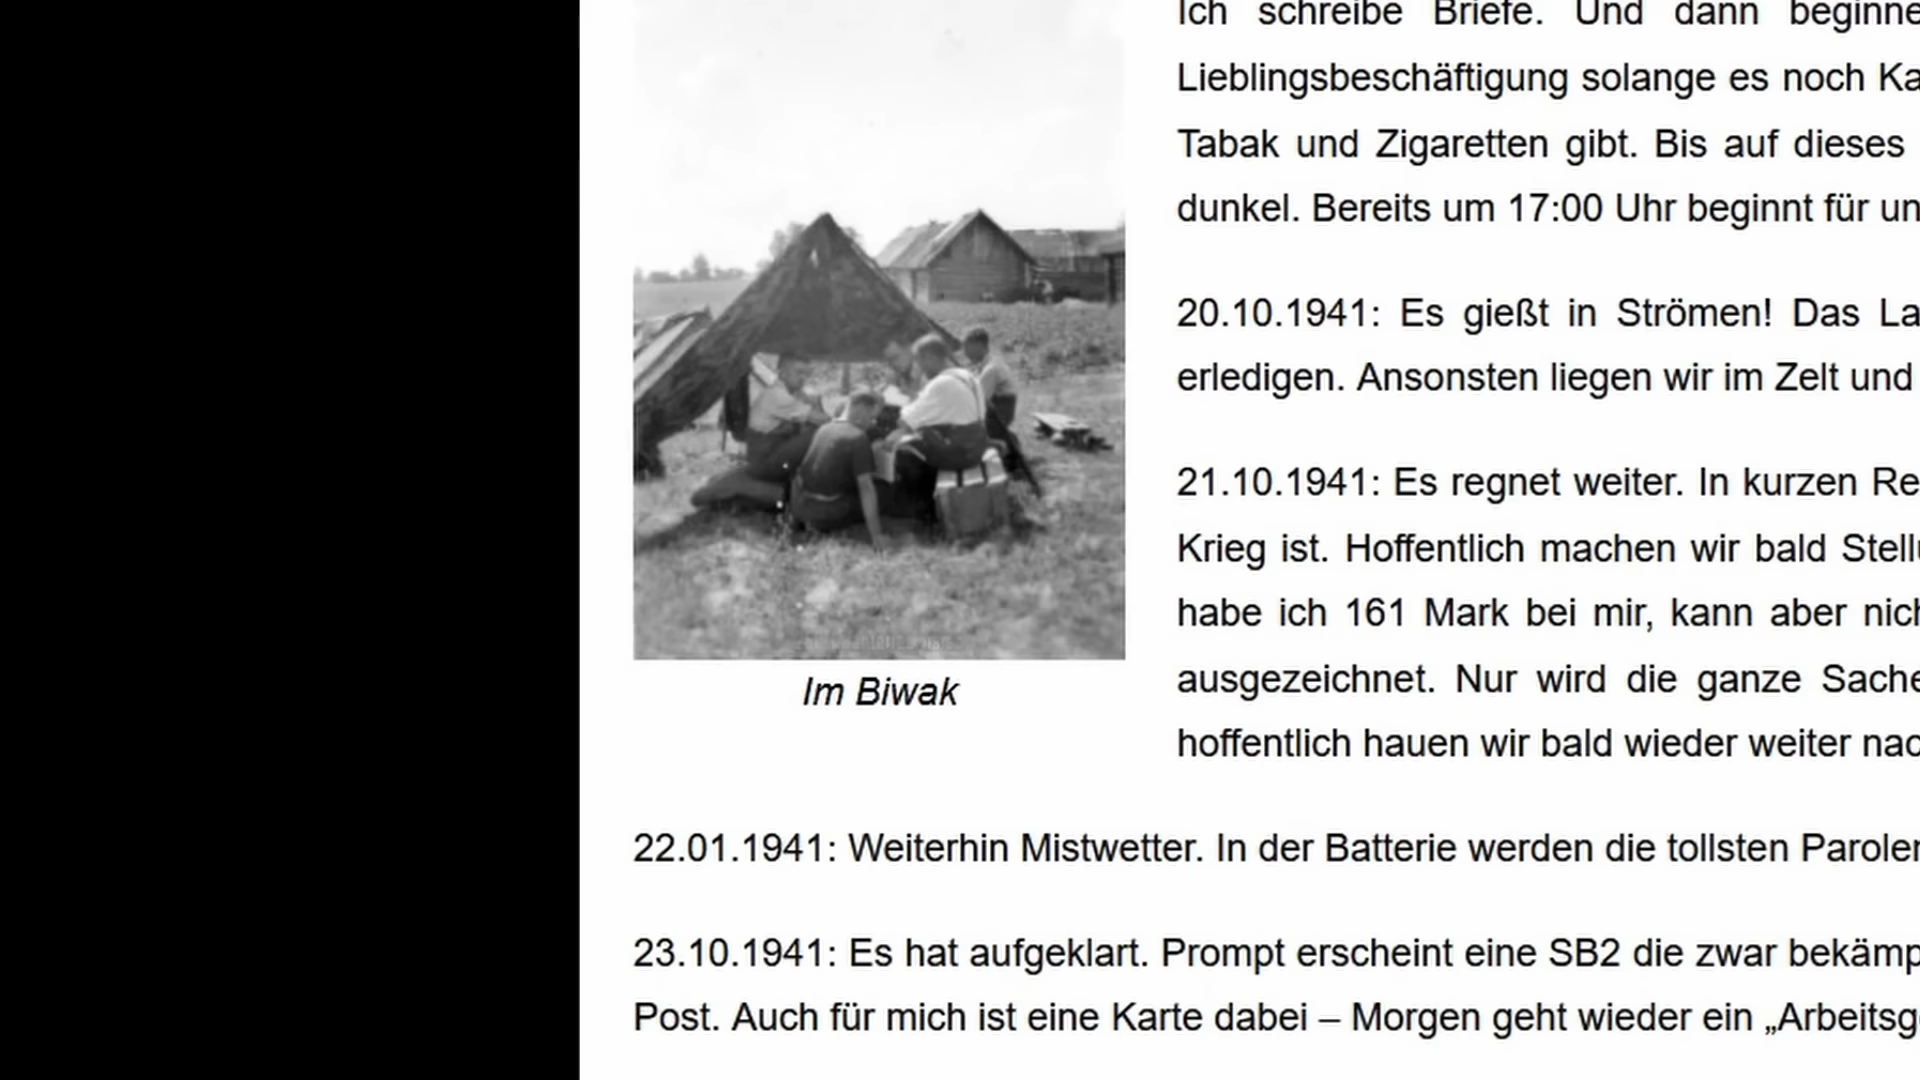 Ich schreibe Briefe. Und dann beginne
Lieblingsbeschäftigung solange es noch Ka
Tabak und Zigaretten gibt. Bis auf dieses
dunkel. Bereits um 17:00 Uhr beginnt für un
20.10.1941: Es gießt in Strömen! Das La
erledigen. Ansonsten liegen wir im Zelt und
21.10.1941: Es regnet weiter. In kurzen Re
Krieg ist. Hoffentlich machen wir bald Stell
habe ich 161 Mark bei mir, kann aber nich
ausgezeichnet. Nur wird die ganze Sache
hoffentlich hauen wir bald wieder weiter nac
Im Biwak
22.01.1941: Weiterhin Mistwetter. In der Batterie werden die tollsten Parolen
23.10.1941: Es hat aufgeklart. Prompt erscheint eine SB2 die zwar bekämp
Post. Auch für mich ist eine Karte dabei – Morgen geht wieder ein „Arbeitsg